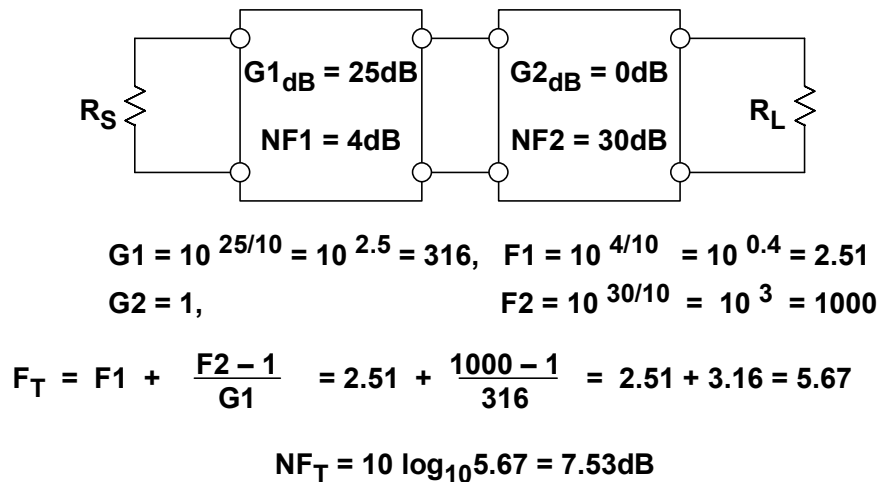 G1dB = 25dB G2dB = 0dB
RS RL
NF1 = 4dB NF2 = 30dB
G1 = 10 25/10 = 10 2.5 = 316, F1 = 10 4/10 = 10 0.4 = 2.51
G2 = 1, F2 = 10 30/10 = 10 3 = 1000
FT = F1 + F2 – 1 / G1 = 2.51 + 1000 – 1 / 316 = 2.51 + 3.16 = 5.67
NFT = 10 log10 5.67 = 7.53dB